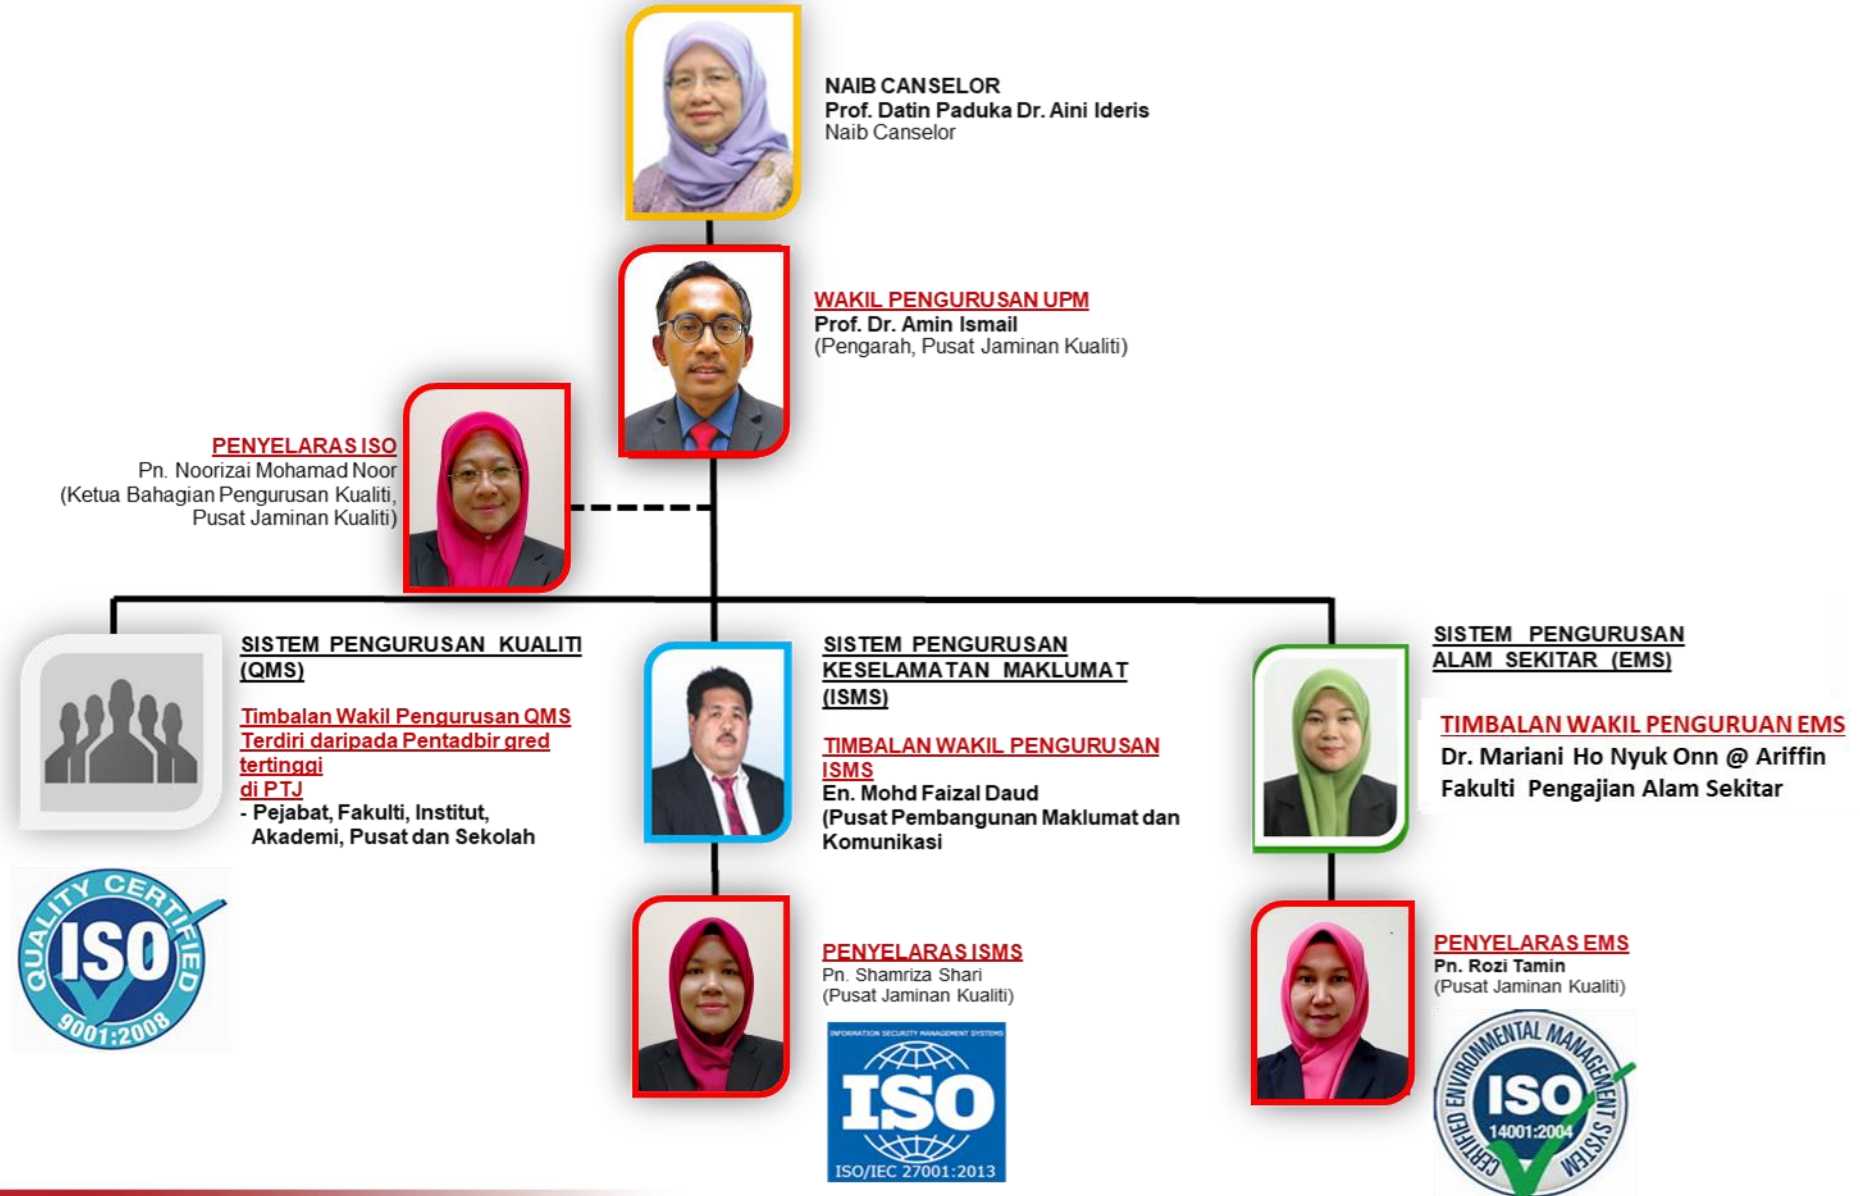 NAIB CANSELOR
Prof. Datin Paduka Dr. Aini Ideris
Naib Canselor
WAKIL PENGURUSAN UPM
Prof. Dr. Amin Ismail
(Pengarah, Pusat Jaminan Kualiti)
PENYELARAS ISO
Pn. Noorizai Mohamad Noor
(Ketua Bahagian Pengurusan Kualiti,
Pusat Jaminan Kualiti)
SISTEM PENGURUSAN KUALITI
(QMS)
Timbalan Wakil Pengurusan QMS
Terdiri daripada Pentadbir gred
tertinggi
di PTJ
- Pejabat, Fakulti, Institut,
Akademi, Pusat dan Sekolah
QUALITY CERTIFIED
ISO
9001:2008
SISTEM PENGURUSAN
KESELAMATAN MAKLUMAT
(ISMS)
TIMBALAN WAKIL PENGURUSAN
ISMS
En. Mohd Faizal Daud
(Pusat Pembangunan Maklumat dan
Komunikasi
PENYELARAS ISMS
Pn. Shamriza Shari
(Pusat Jaminan Kualiti)
INFORMATION SECURITY MANAGEMENT SYSTEMS
ISO
ISO/IEC 27001:2013
SISTEM PENGURUSAN
ALAM SEKITAR (EMS)
TIMBALAN WAKIL PENGURUAN EMS
Dr. Mariani Ho Nyuk Onn @ Ariffin
Fakulti Pengajian Alam Sekitar
PENYELARAS EMS
Pn. Rozi Tamin
(Pusat Jaminan Kualiti)
CERTIFIED ENVIRONMENTAL MANAGEMENT SYSTEM
ISO
14001:2004